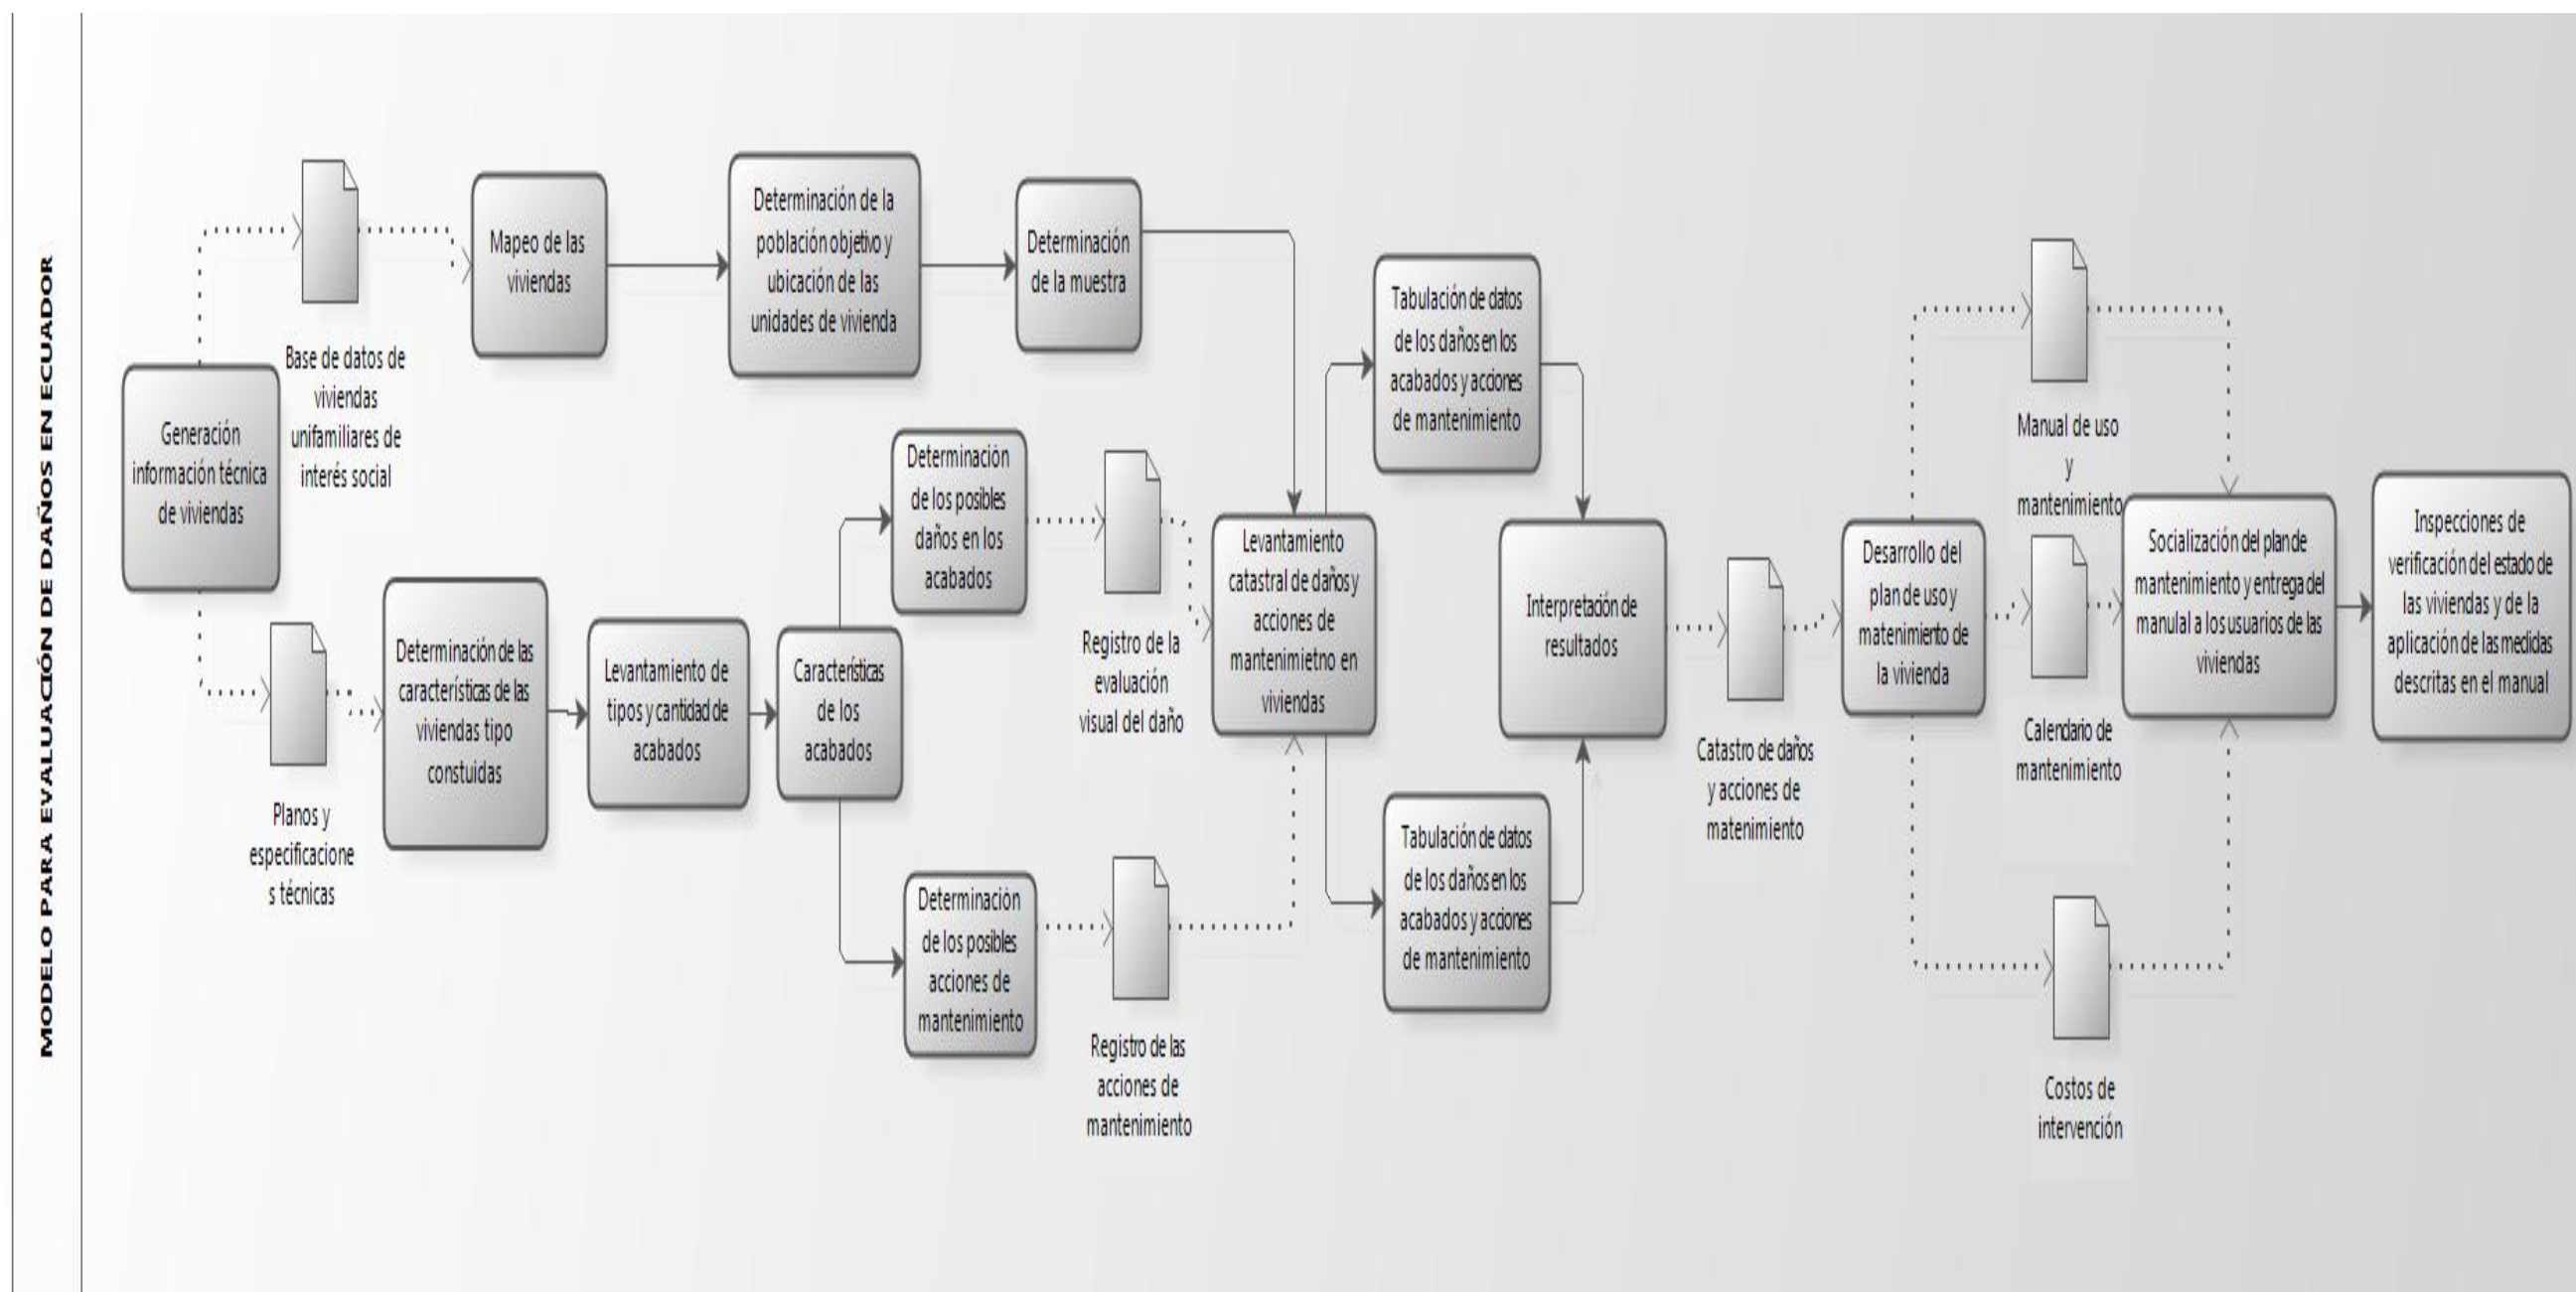 MODELO PARA EVALUACIÓN DE DAÑOS EN ECUADOR
Generación
información técnica
de viviendas
Base de datos de
viviendas
unifamiliares de
interés social
Mapeo de las
viviendas
Determinación de la
población objetivo y
ubicación de las
unidades de vivienda
Determinación
de la muestra
Planos y
especificacione
s técnicas
Determinación de las
características de las
viviendas tipo
constuidas
Levantamiento de
tipos y cantidad de
acabados
Características
de los
acabados
Determinación
de los posibles
daños en los
acabados
Registro de la
evaluación
visual del daño
Determinación
de los posibles
acciones de
mantenimiento
Registro de las
acciones de
mantenimiento
Levantamiento
catastral de daños y
acciones de
mantenimietno en
viviendas
Tabulación de datos
de los daños en los
acabados y acciones
de mantenimiento
Tabulación de datos
de los daños en los
acabados y acciones
de mantenimiento
Interpretación de
resultados
Catastro de daños
y acciones de
matenimiento
Desarrollo del
plan de uso y
matenimiento de
la vivienda
Manual de uso
y
mantenimiento
Calendario de
mantenimiento
Costos de
intervención
Socialización del plan de
mantenimiento y entrega del
manulal a los usuarios de las
viviendas
Inspecciones de
verificación del estado de
las viviendas y de la
aplicación de las medidas
descritas en el manual